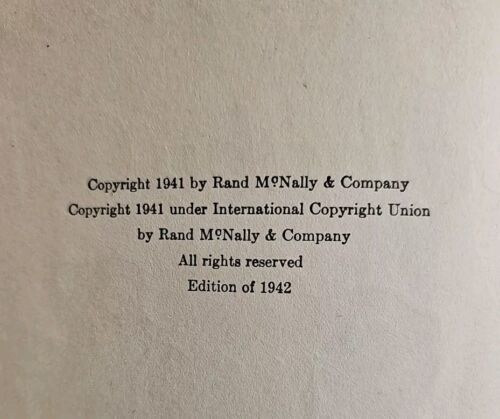 Copyright 1941 by Rand MᶜNally & Company
Copyright 1941 under International Copyright Union
by Rand MᶜNally & Company
All rights reserved
Edition of 1942